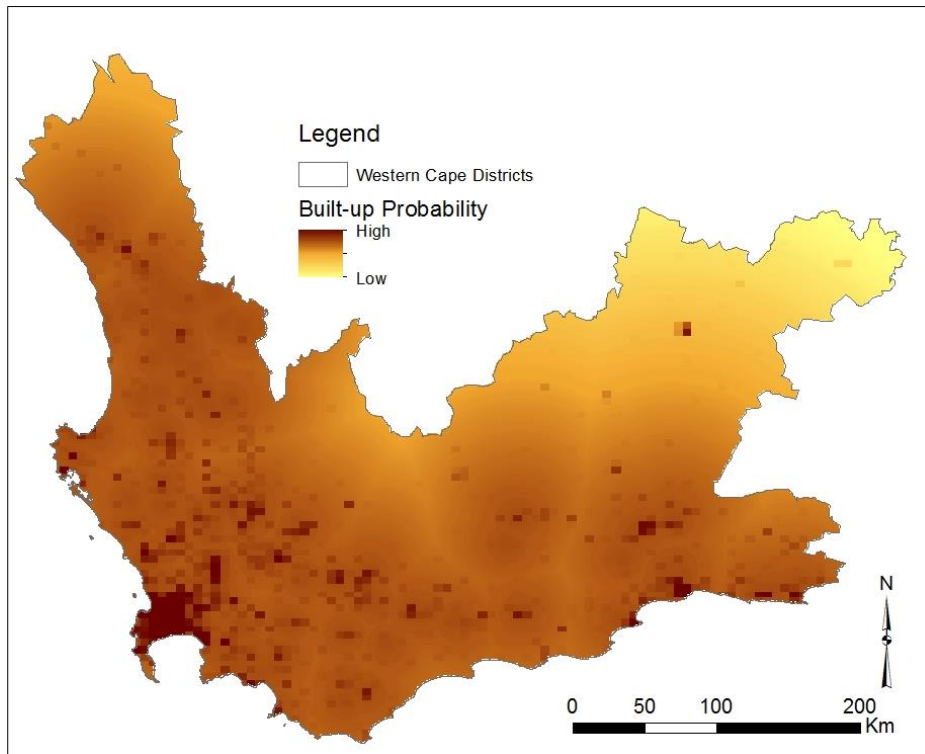 Legend
Western Cape Districts
Built-up Probability
High
Low
N
0 50 100 200
Km